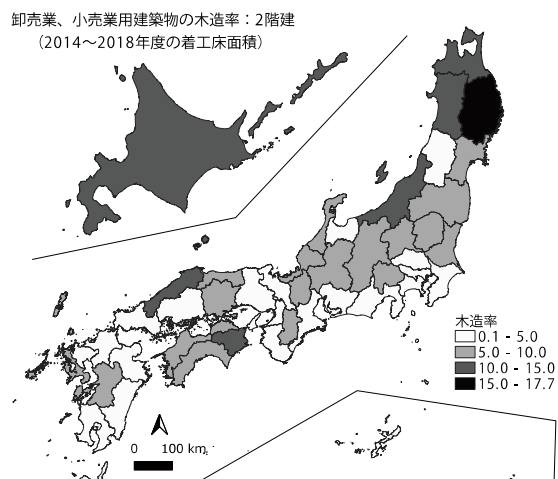 卸売業、小売業用建築物の木造率：2階建
（2014～2018年度の着工床面積）
木造率
0.1 - 5.0
5.0 - 10.0
10.0 - 15.0
15.0 - 17.7
0 100 km